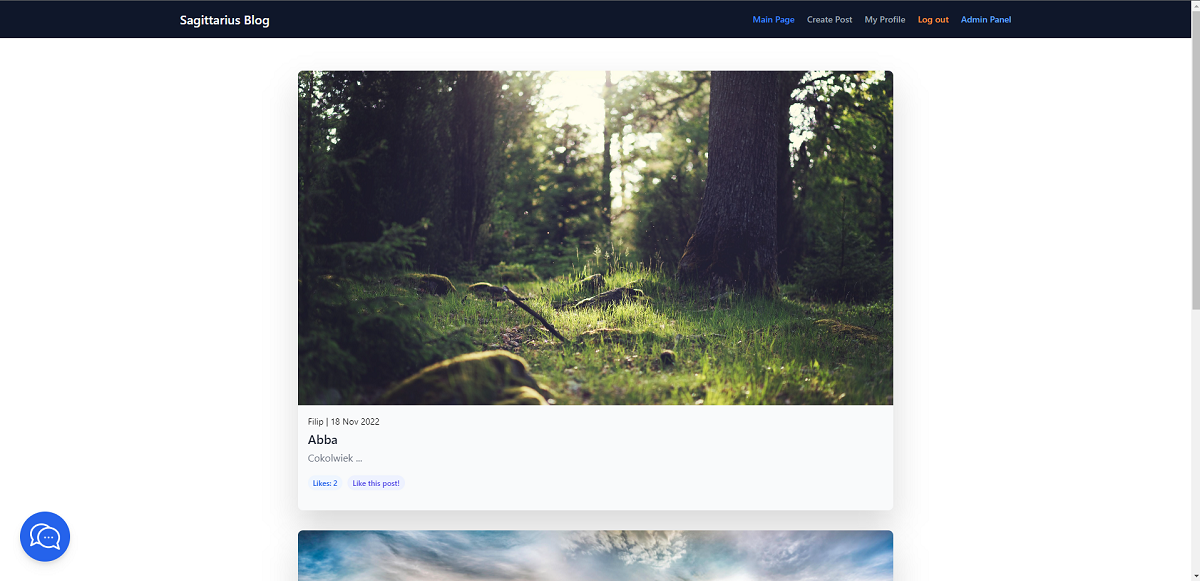 Sagittarius Blog
Main Page Create Post My Profile Log out Admin Panel
Filip | 18 Nov 2022
Abba
Cokolwiek ...
Likes: 2 Like this post!